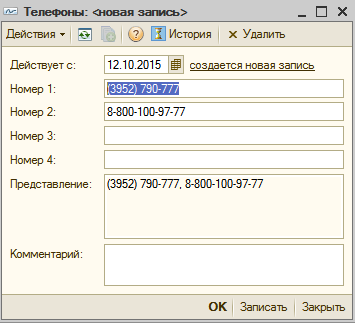 Телефоны: <новая запись>
Действия История Удалить
Действует с: 12.10.2015 создается новая запись
Номер 1: (3952) 790-777
Номер 2: 8-800-100-97-77
Номер 3:
Номер 4:
Представление: (3952) 790-777, 8-800-100-97-77
Комментарий:
OK Записать Закрыть